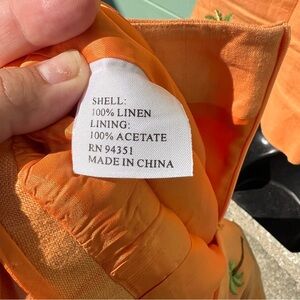 SHELL:
100% LINEN
LINING:
100% ACETATE
RN 94351
MADE IN CHINA